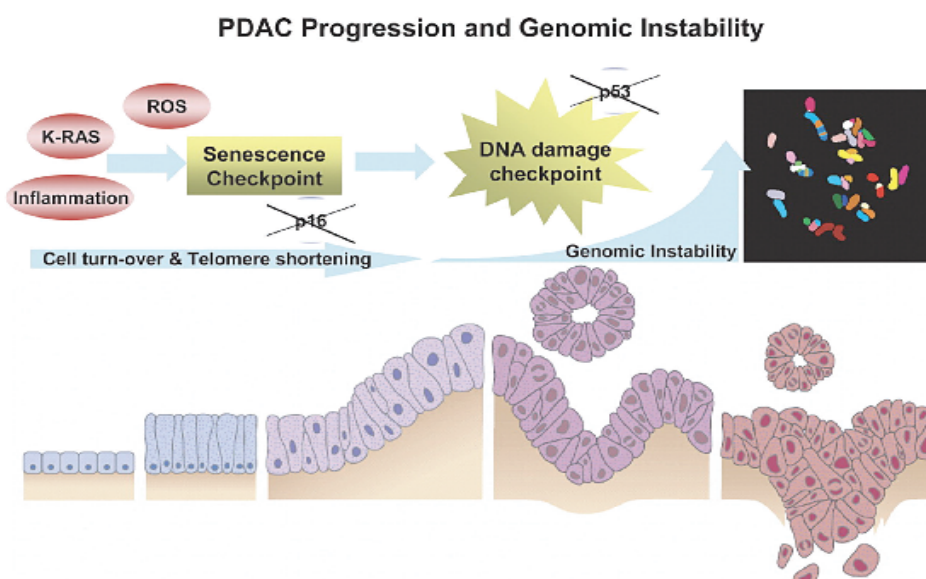 PDAC Progression and Genomic Instability
ROS
K-RAS
Inflammation
Senescence
Checkpoint
p16
DNA damage
checkpoint
p53
Cell turn-over & Telomere shortening
Genomic Instability